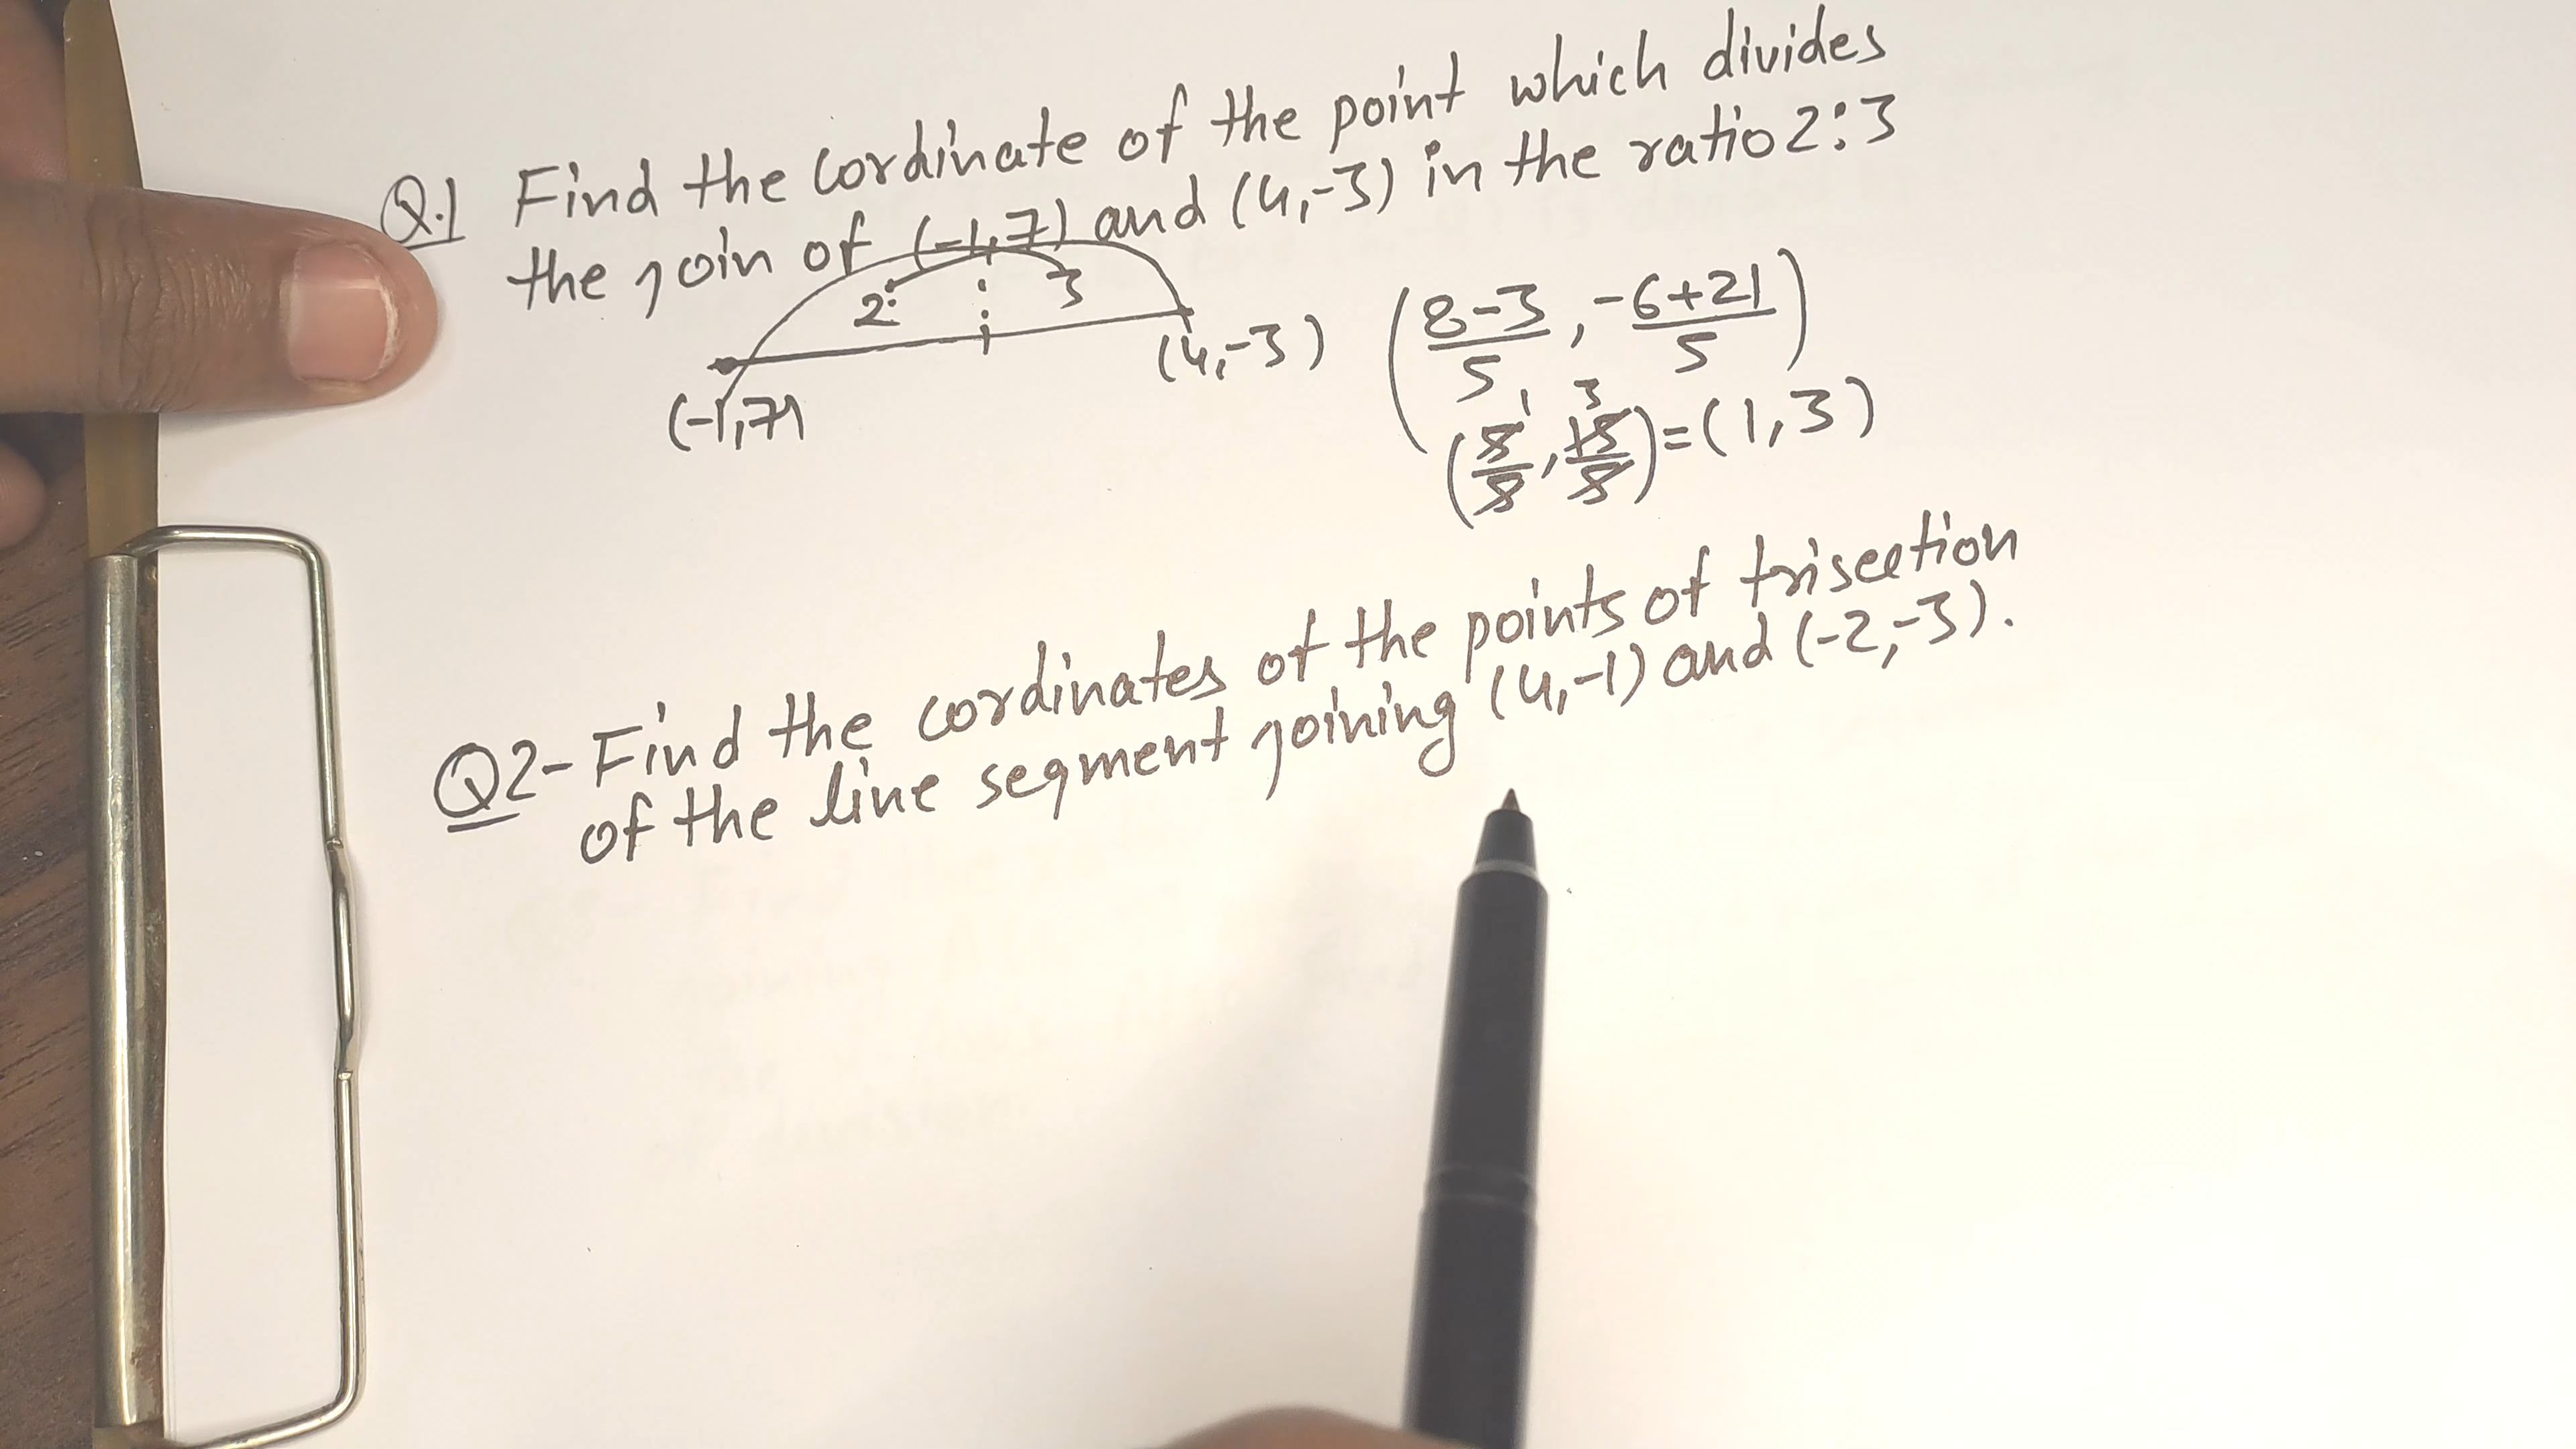 Q.1 Find the cordinate of the point which divides
the join of (-1,7) and (4,-3) in the ratio 2:3
2: 3
(-1,7) (4,-3)
(8-3/5, -6+21/5)
1 3
(5/5, 15/5) = (1,3)
Q2- Find the cordinates of the points of trisection
of the line segment joining (4,-1) and (-2,-3).